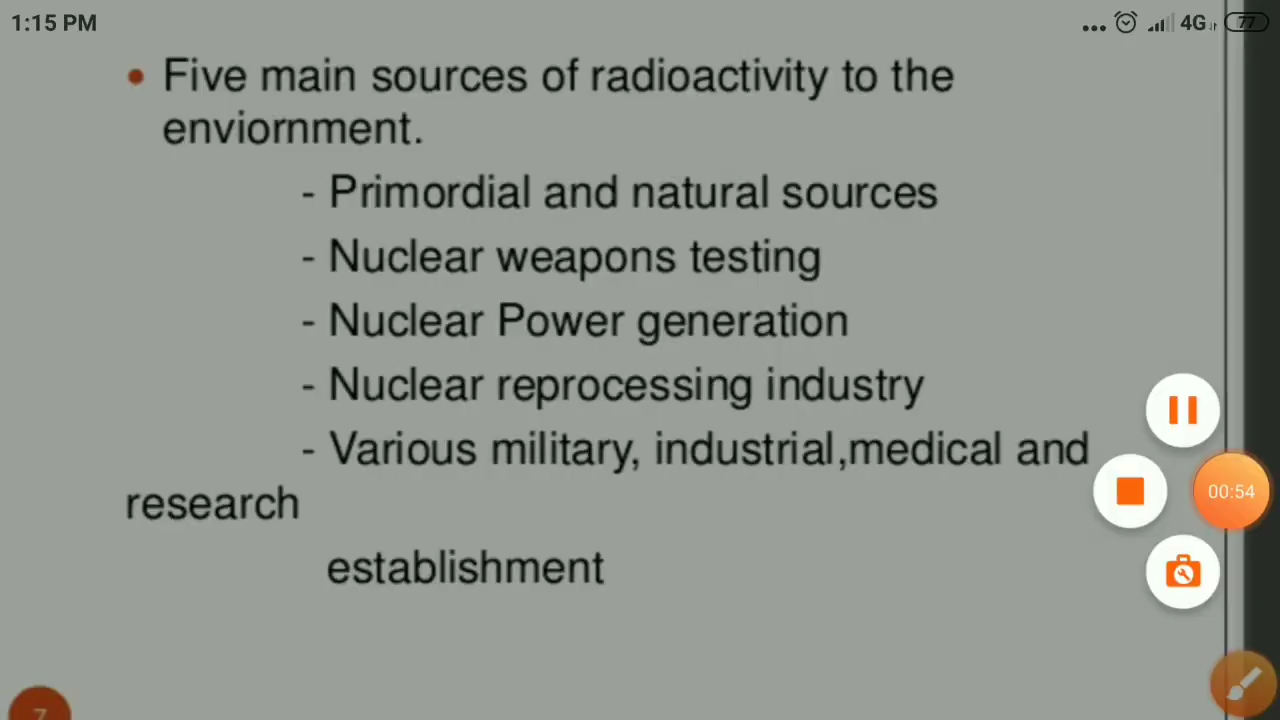 1:15 PM
4G
77
• Five main sources of radioactivity to the
enviornment.
- Primordial and natural sources
- Nuclear weapons testing
- Nuclear Power generation
- Nuclear reprocessing industry
- Various military, industrial,medical and
research
establishment
00:54
7